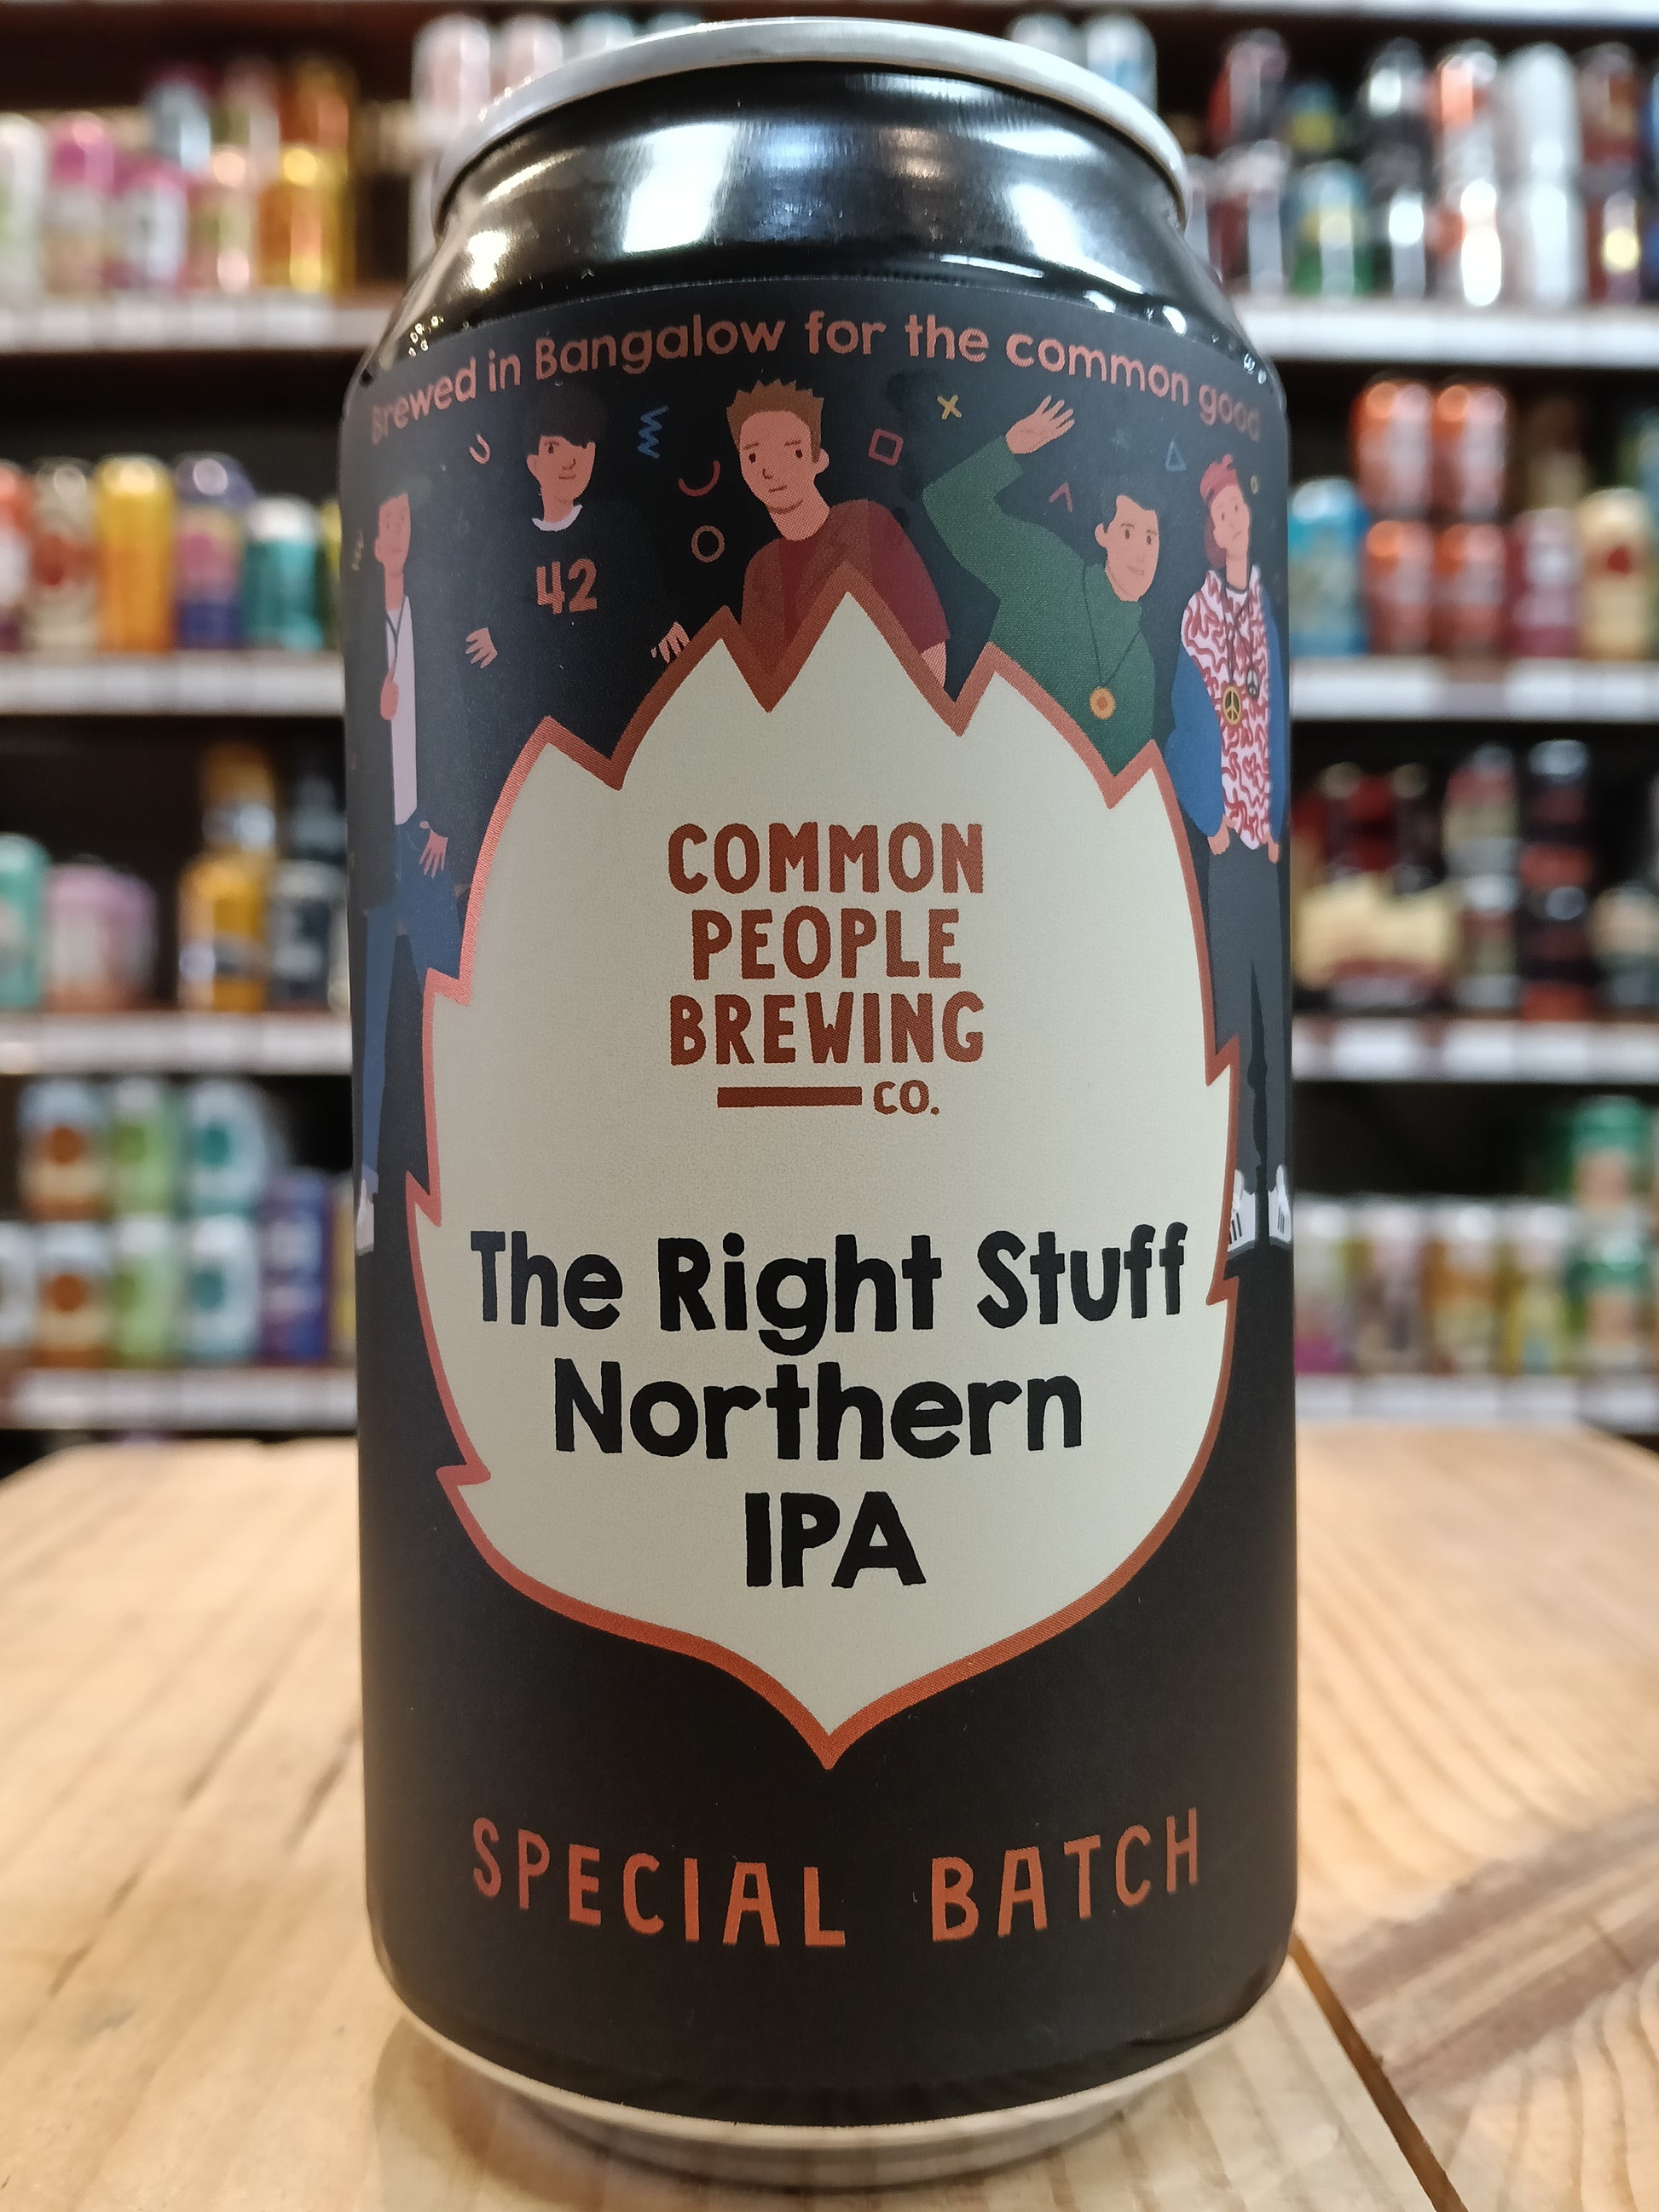 Brewed in Bangalow for the common good
42
COMMON
PEOPLE
BREWING
CO.
The Right Stuff
Northern
IPA
SPECIAL BATCH